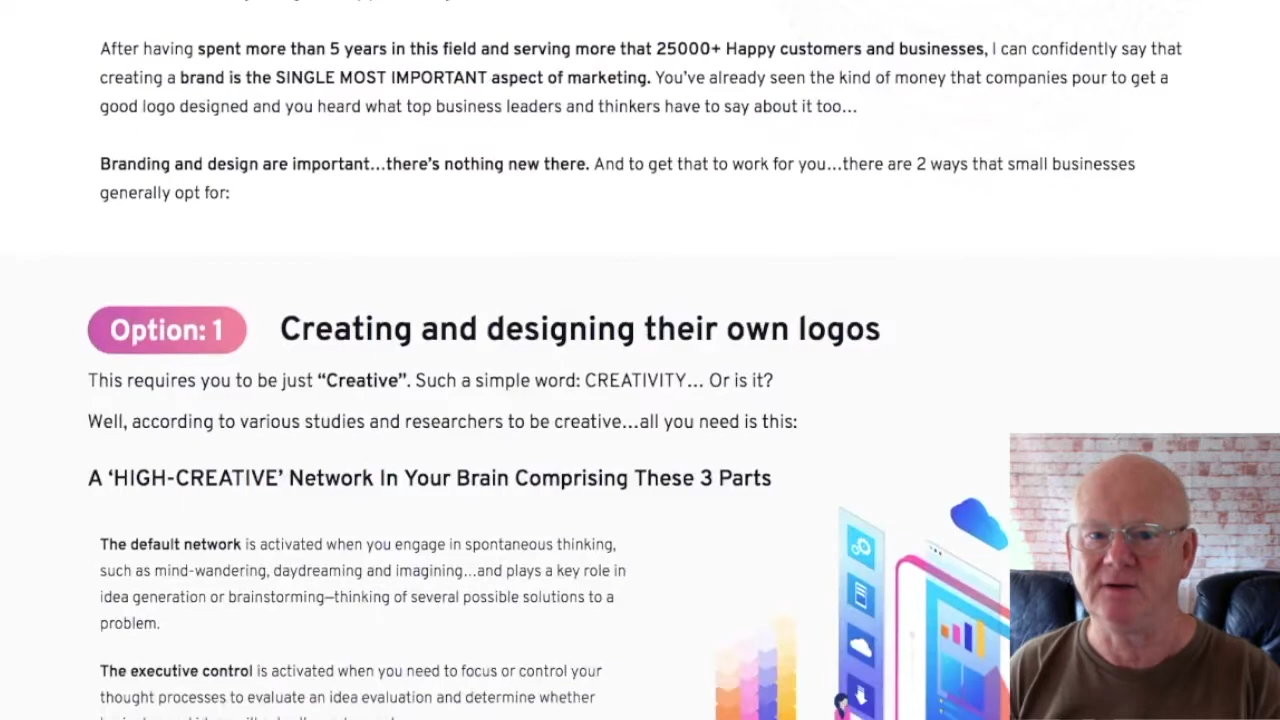 After having spent more than 5 years in this field and serving more that 25000+ Happy customers and businesses, I can confidently say that
creating a brand is the SINGLE MOST IMPORTANT aspect of marketing. You've already seen the kind of money that companies pour to get a
good logo designed and you heard what top business leaders and thinkers have to say about it too...
Branding and design are important...there's nothing new there. And to get that to work for you...there are 2 ways that small businesses
generally opt for:
Option: 1 Creating and designing their own logos
This requires you to be just “Creative”. Such a simple word: CREATIVITY... Or is it?
Well, according to various studies and researchers to be creative...all you need is this:
A ‘HIGH-CREATIVE’ Network In Your Brain Comprising These 3 Parts
The default network is activated when you engage in spontaneous thinking,
such as mind-wandering, daydreaming and imagining...and plays a key role in
idea generation or brainstorming—thinking of several possible solutions to a
problem.
The executive control is activated when you need to focus or control your
thought processes to evaluate an idea evaluation and determine whether